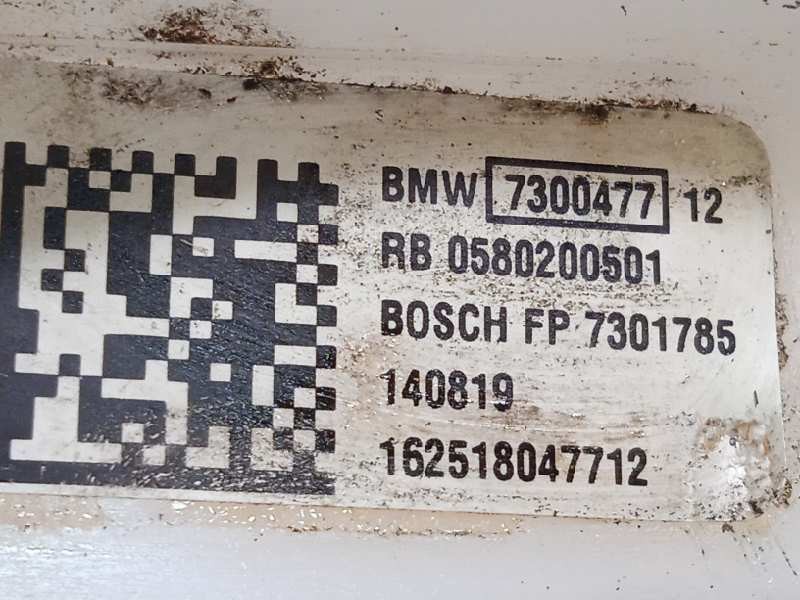 BMW 7300477 12
RB 0580200501
BOSCH FP 7301785
140819
162518047712